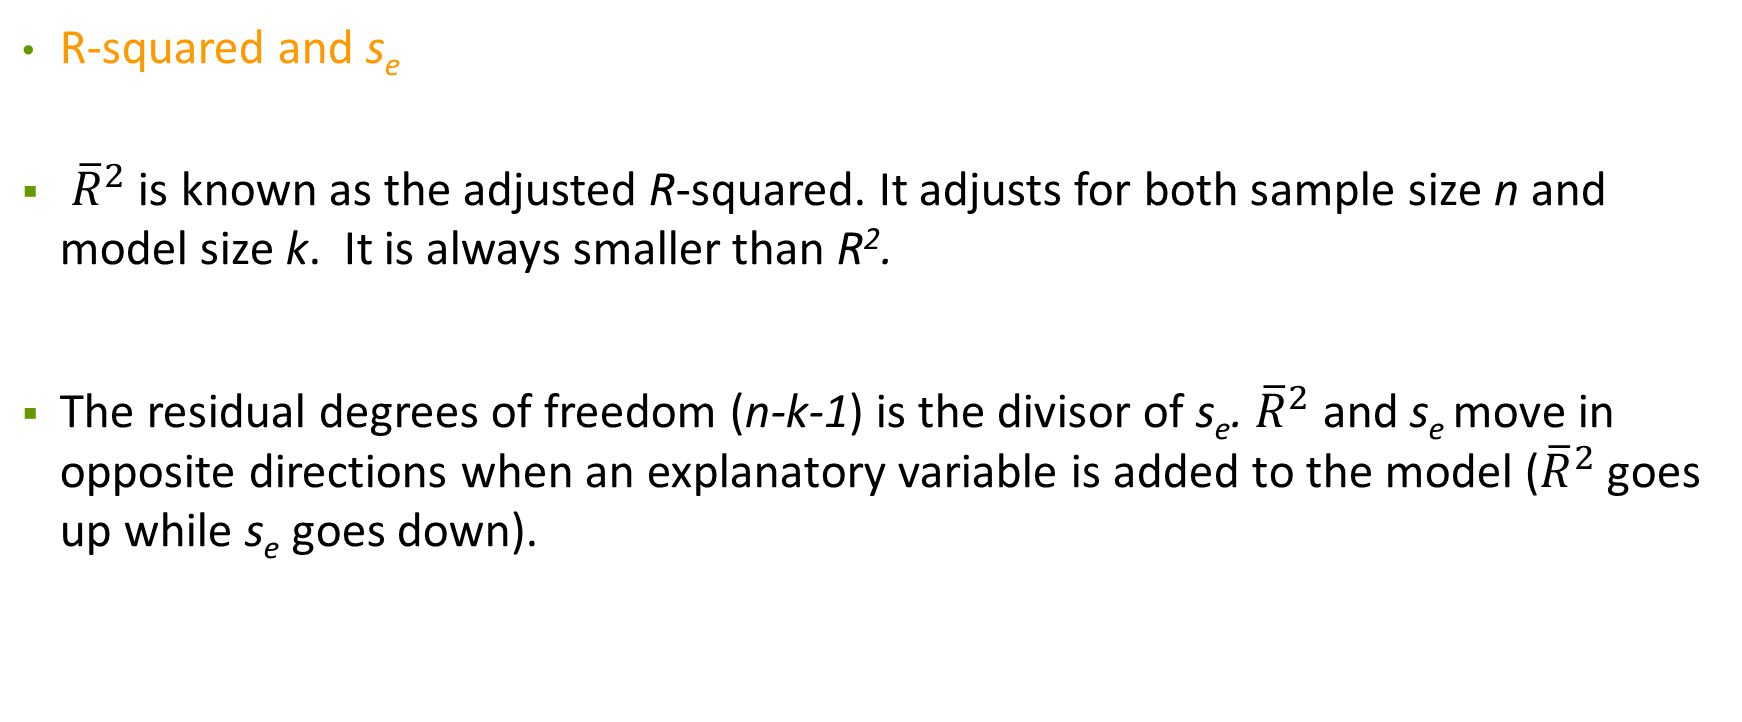 • R-squared and sₑ
▪ R̅² is known as the adjusted R-squared. It adjusts for both sample size n and
model size k. It is always smaller than R².
▪ The residual degrees of freedom (n-k-1) is the divisor of sₑ. R̅² and sₑ move in
opposite directions when an explanatory variable is added to the model (R̅² goes
up while sₑ goes down).